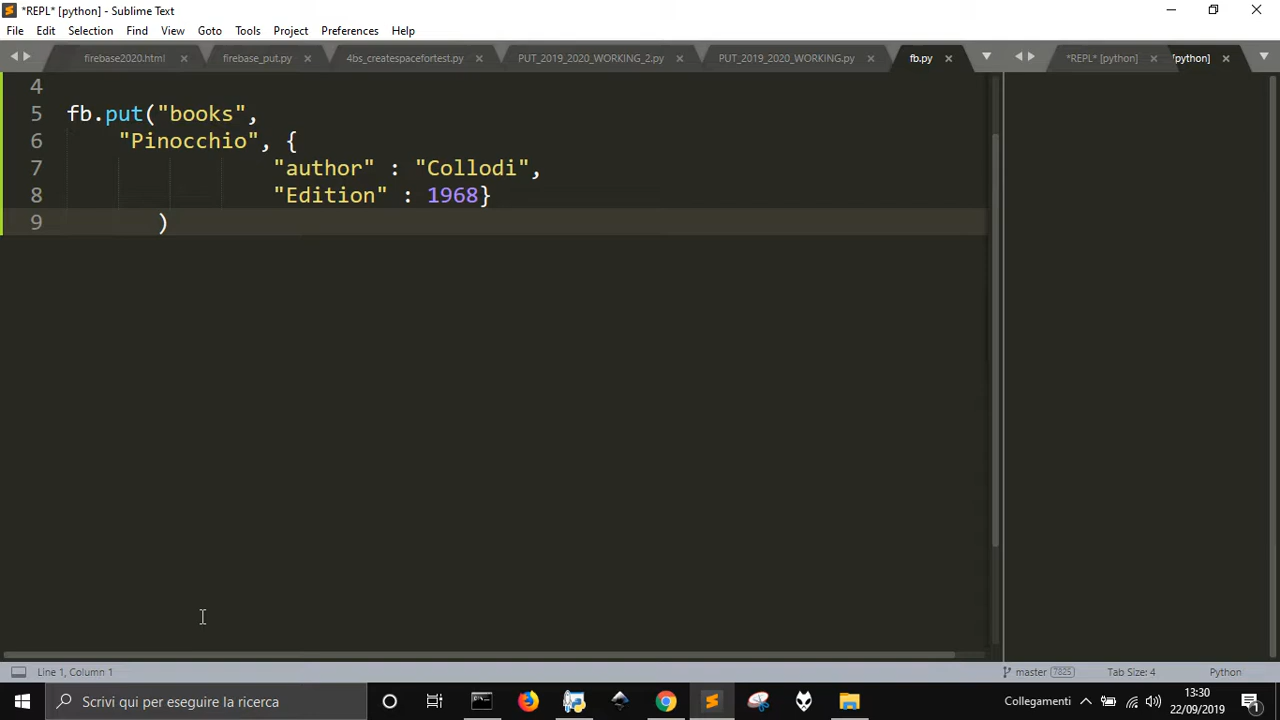 *REPL* [python] - Sublime Text
File Edit Selection Find View Goto Tools Project Preferences Help
firebase2020.html firebase_put.py 4bs_createspacefortest.py PUT_2019_2020_WORKING_2.py PUT_2019_2020_WORKING.py fb.py *REPL* [python] [python]
4
5 fb.put("books",
6 "Pinocchio", {
7 "author" : "Collodi",
8 "Edition" : 1968}
9 )
Line 1, Column 1 master 7825 Tab Size: 4 Python
Scrivi qui per eseguire la ricerca Collegamenti 13:30
22/09/2019 1